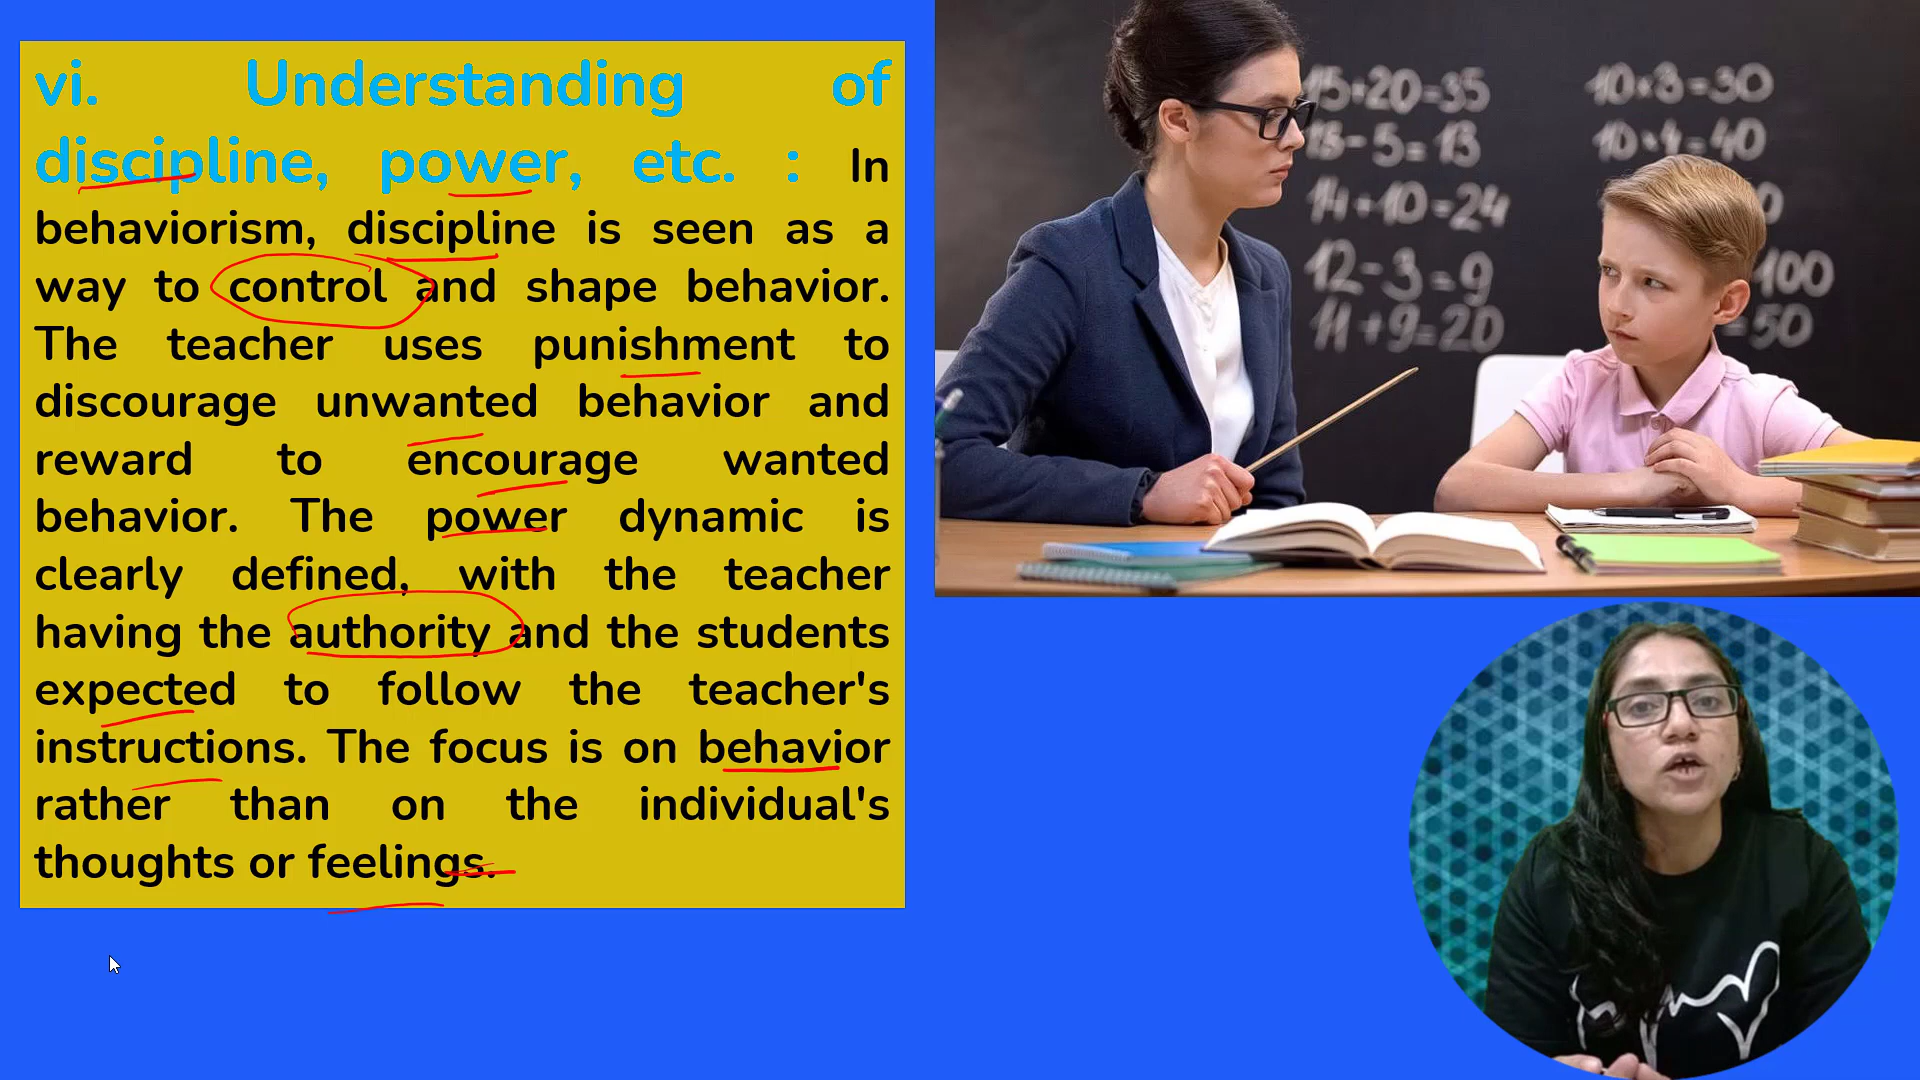 vi. Understanding of
discipline, power, etc. : In
behaviorism, discipline is seen as a
way to control and shape behavior.
The teacher uses punishment to
discourage unwanted behavior and
reward to encourage wanted
behavior. The power dynamic is
clearly defined, with the teacher
having the authority and the students
expected to follow the teacher's
instructions. The focus is on behavior
rather than on the individual's
thoughts or feelings.
15+20=35
10×3=30
10×4=40
14+10=24
12-3=9
100
11+9=20
=50